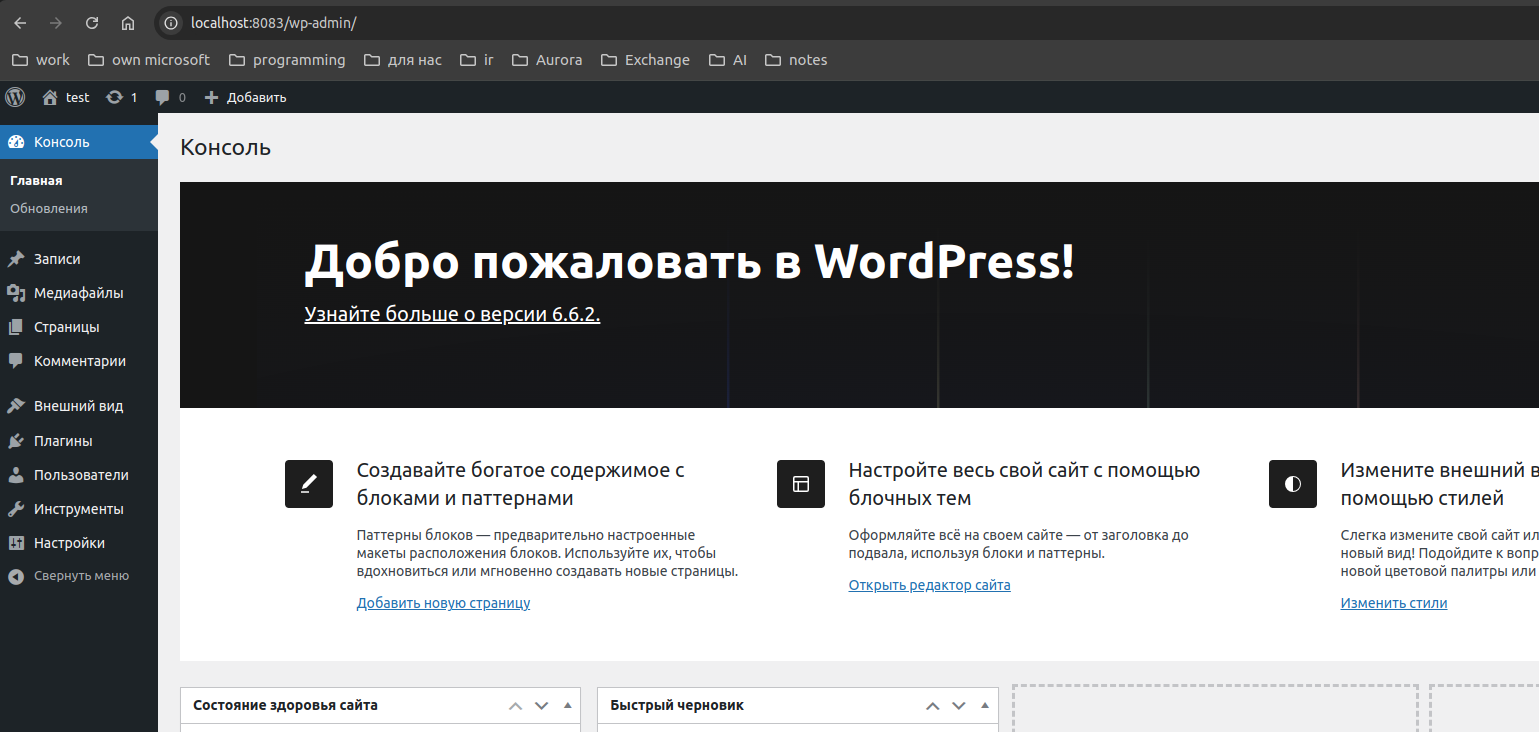 localhost:8083/wp-admin/
work own microsoft programming для нас ir Aurora Exchange AI notes
test 1 0 Добавить
Консоль
Главная
Обновления
Записи
Медиафайлы
Страницы
Комментарии
Внешний вид
Плагины
Пользователи
Инструменты
Настройки
Свернуть меню
Консоль
Добро пожаловать в WordPress!
Узнайте больше о версии 6.6.2.
Создавайте богатое содержимое с
блоками и паттернами
Паттерны блоков — предварительно настроенные
макеты расположения блоков. Используйте их, чтобы
вдохновиться или мгновенно создавать новые страницы.
Добавить новую страницу
Настройте весь свой сайт с помощью
блочных тем
Оформляйте всё на своем сайте — от заголовка до
подвала, используя блоки и паттерны.
Открыть редактор сайта
Измените внешний в
помощью стилей
Слегка измените свой сайт ил
новый вид! Подойдите к вопр
новой цветовой палитры или
Изменить стили
Состояние здоровья сайта
Быстрый черновик